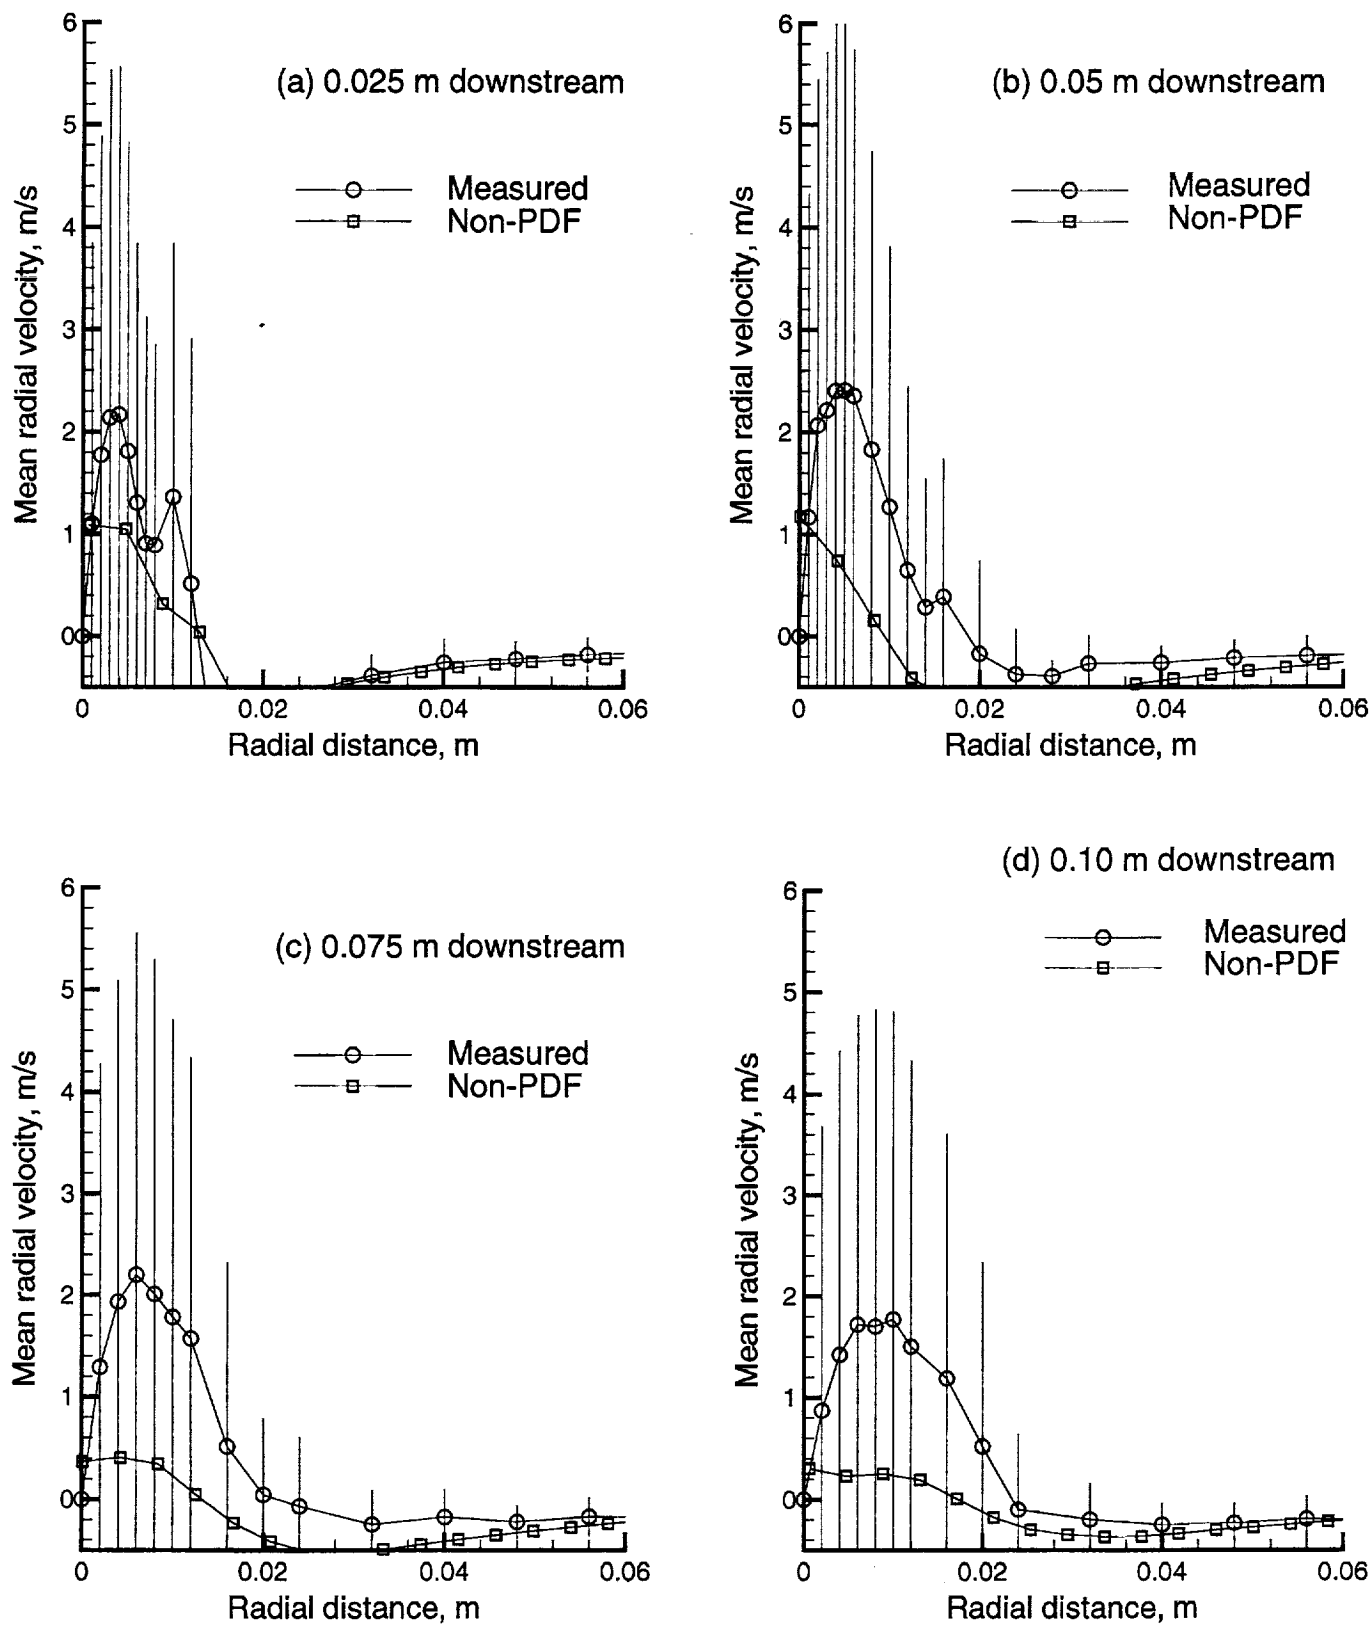 (a) 0.025 m downstream
Measured
Non-PDF
Mean radial velocity, m/s
6
5
4
3
2
1
0
0 0.02 0.04 0.06
Radial distance, m
(b) 0.05 m downstream
Measured
Non-PDF
Mean radial velocity, m/s
6
5
4
3
2
1
0
0 0.02 0.04 0.06
Radial distance, m
(c) 0.075 m downstream
Measured
Non-PDF
Mean radial velocity, m/s
6
5
4
3
2
1
0
0 0.02 0.04 0.06
Radial distance, m
(d) 0.10 m downstream
Measured
Non-PDF
Mean radial velocity, m/s
6
5
4
3
2
1
0
0 0.02 0.04 0.06
Radial distance, m